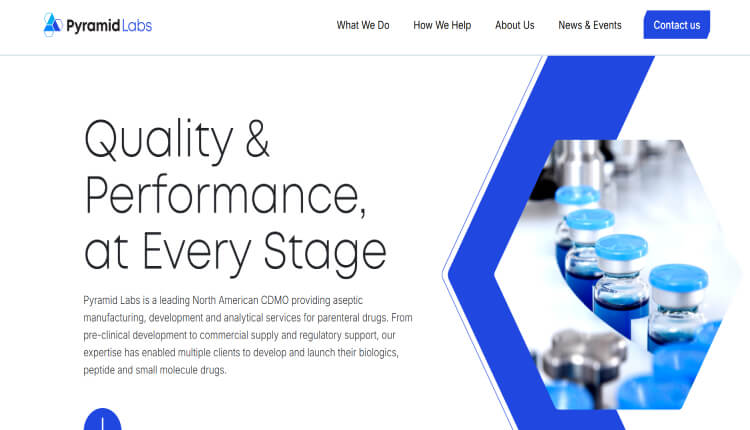 Pyramid Labs
What We Do
How We Help
About Us
News & Events
Contact us
Quality &
Performance,
at Every Stage
Pyramid Labs is a leading North American CDMO providing aseptic
manufacturing, development and analytical services for parenteral drugs. From
pre-clinical development to commercial supply and regulatory support, our
expertise has enabled multiple clients to develop and launch their biologics,
peptide and small molecule drugs.